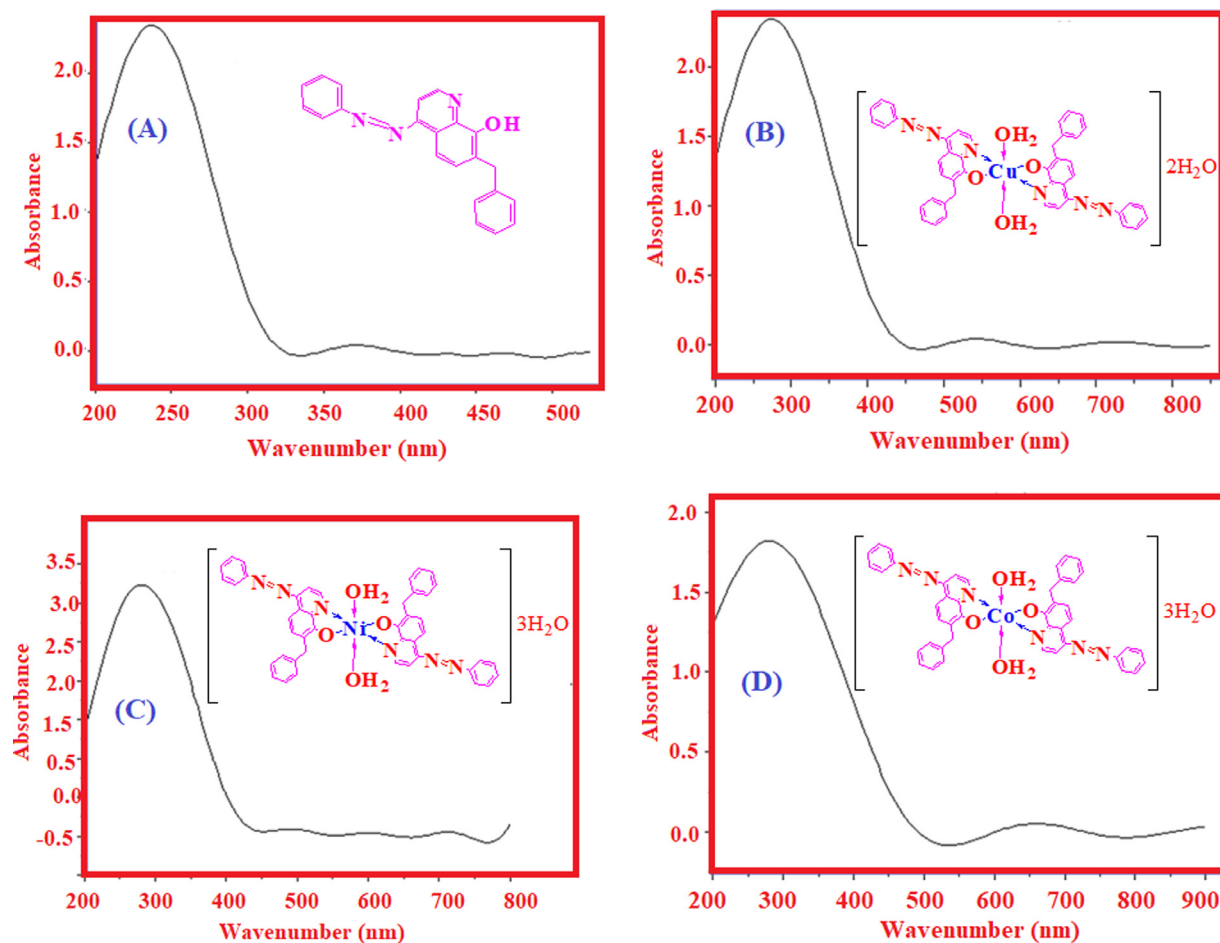 2.0
1.5
1.0
0.5
0.0
Absorbance
(A)
N=N
N
OH
200 250 300 350 400 450 500
Wavenumber (nm)
2.0
1.5
1.0
0.5
0.0
Absorbance
(B)
N=N
OH2
N
O
Cu
O
N
N=N
OH2
2H2O
200 300 400 500 600 700 800
Wavenumber (nm)
3.5
3.0
2.5
2.0
1.5
0.5
0.0
-0.5
Absorbance
(C)
N=N
OH2
N
O
Ni
O
N
N=N
OH2
3H2O
200 300 400 500 600 700 800
Wavenumber (nm)
2.0
1.5
1.0
0.5
0.0
Absorbance
(D)
N=N
OH2
N
O
Co
O
N
N=N
OH2
3H2O
200 300 400 500 600 700 800 900
Wavenumber (nm)